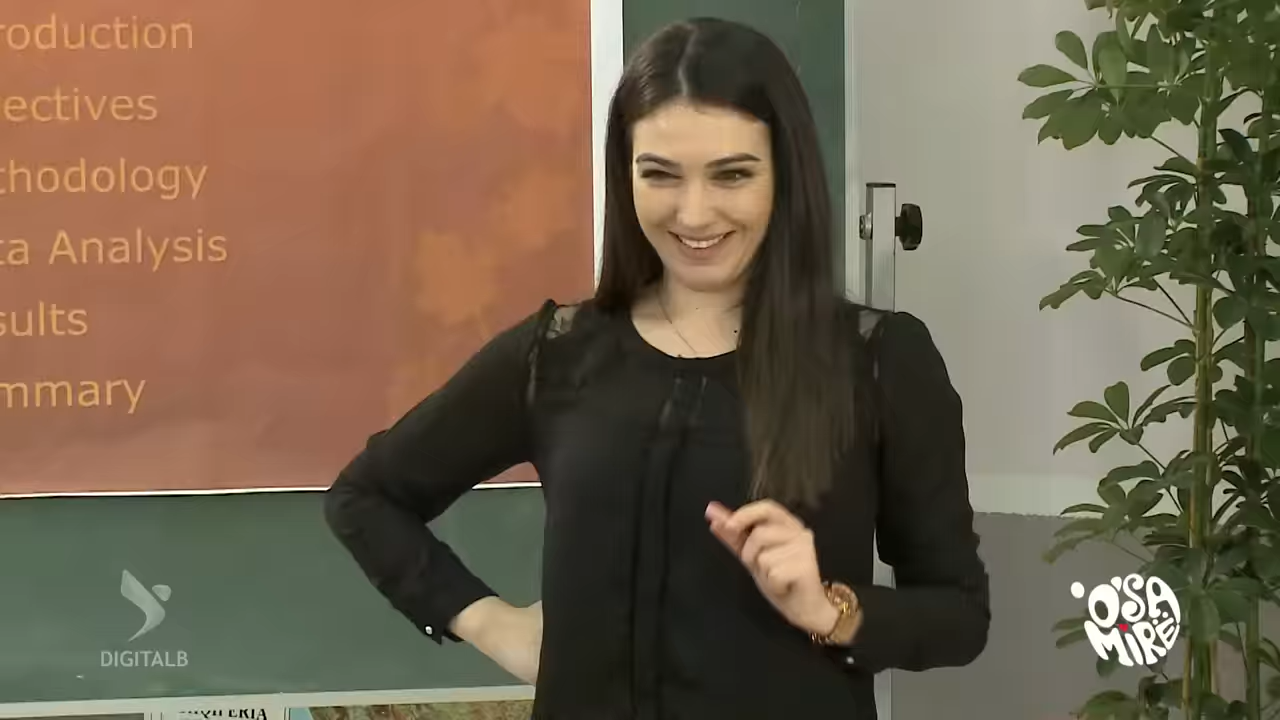 roduction
ectives
thodology
ta Analysis
sults
mmary
DIGITALB
O'SA
MIRË